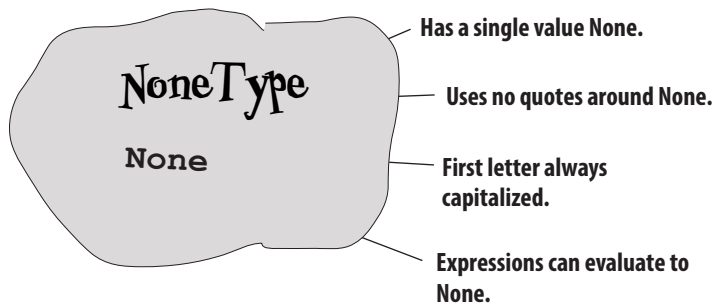 Has a single value None.
NoneType
Uses no quotes around None.
None
First letter always
capitalized.
Expressions can evaluate to
None.